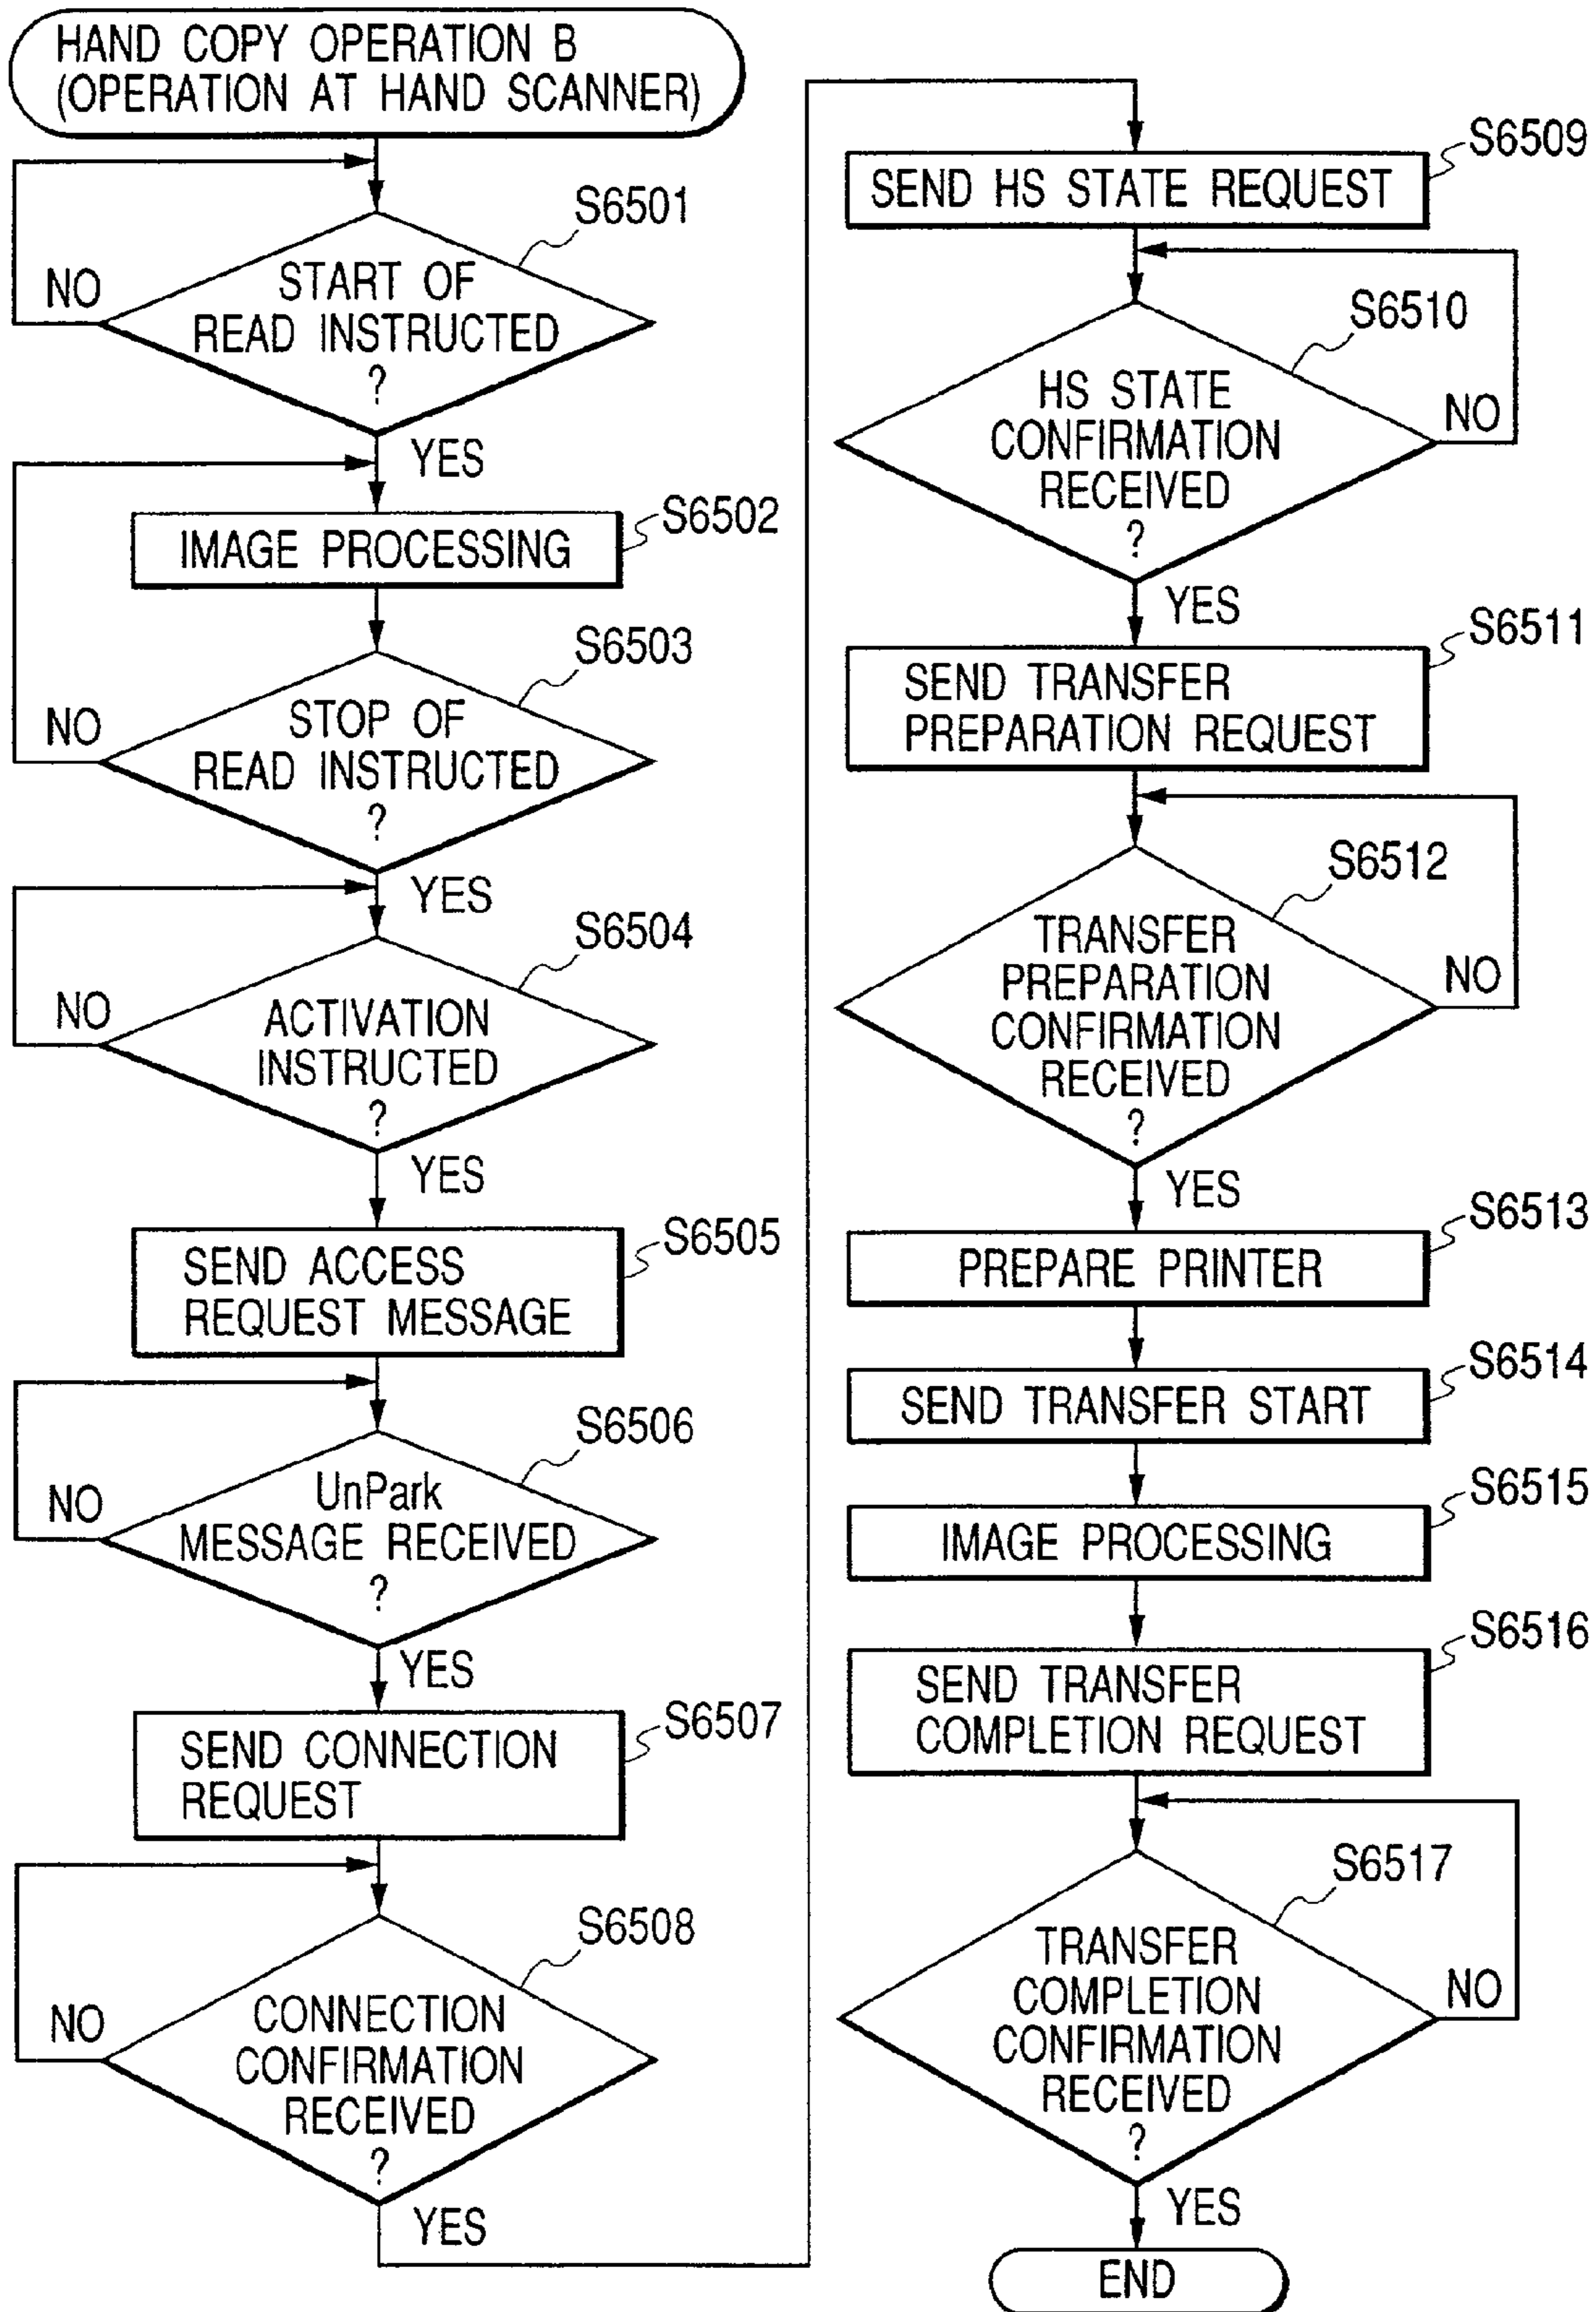 HAND COPY OPERATION B
(OPERATION AT HAND SCANNER)
S6501
START OF
READ INSTRUCTED
?
NO
YES
S6502
IMAGE PROCESSING
S6503
STOP OF
READ INSTRUCTED
?
NO
YES
S6504
ACTIVATION
INSTRUCTED
?
NO
YES
S6505
SEND ACCESS
REQUEST MESSAGE
S6506
UnPark
MESSAGE RECEIVED
?
NO
YES
S6507
SEND CONNECTION
REQUEST
S6508
CONNECTION
CONFIRMATION
RECEIVED
?
NO
YES
S6509
SEND HS STATE REQUEST
S6510
HS STATE
CONFIRMATION
RECEIVED
?
NO
YES
S6511
SEND TRANSFER
PREPARATION REQUEST
S6512
TRANSFER
PREPARATION
CONFIRMATION
RECEIVED
?
NO
YES
S6513
PREPARE PRINTER
S6514
SEND TRANSFER START
S6515
IMAGE PROCESSING
S6516
SEND TRANSFER
COMPLETION REQUEST
S6517
TRANSFER
COMPLETION
CONFIRMATION
RECEIVED
?
NO
YES
END